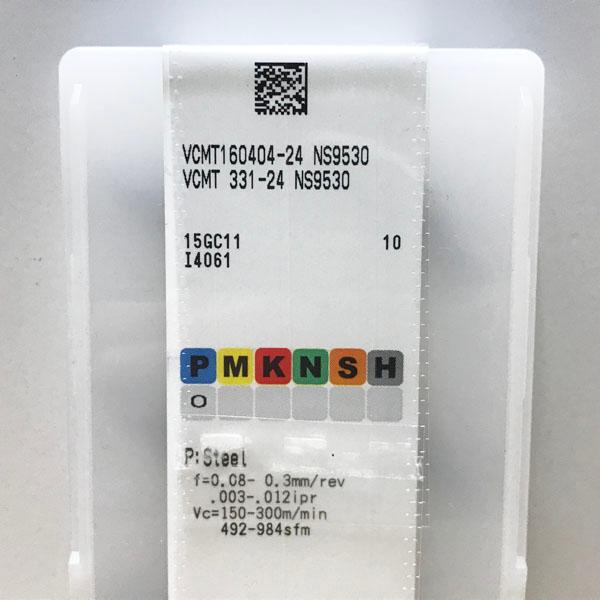 VCMT160404-24 NS9530
VCMT 331-24 NS9530
15GC11 10
I4061
P M K N S H
O
P:Steel
f=0.08- 0.3mm/rev
.003-.012ipr
Vc=150-300m/min
492-984sfm